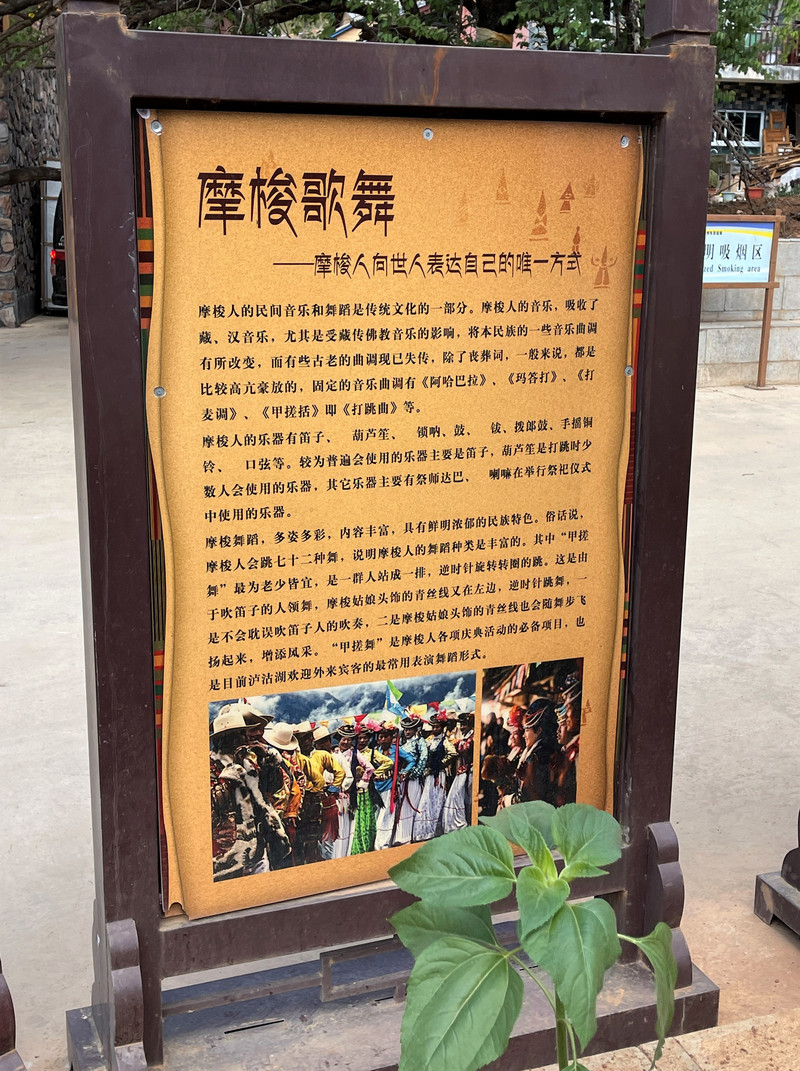 摩梭歌舞
——摩梭人向世人表达自己的唯一方式
摩梭人的民间音乐和舞蹈是传统文化的一部分。摩梭人的音乐，吸收了
藏、汉音乐，尤其是受藏传佛教音乐的影响，将本民族的一些音乐曲调
有所改变，而有些古老的曲调现已失传，除了丧葬词，一般来说，都是
比较高亢豪放的，固定的音乐曲调有《阿哈巴拉》、《玛答打》、《打
麦调》、《甲搓括》即《打跳曲》等。
摩梭人的乐器有笛子、 葫芦笙、 锁呐、鼓、 钹、拨郎鼓、手摇铜
铃、 口弦等。较为普遍会使用的乐器主要是笛子，葫芦笙是打跳时少
数人会使用的乐器，其它乐器主要有祭师达巴、 喇嘛在举行祭祀仪式
中使用的乐器。
摩梭舞蹈，多姿多彩，内容丰富，具有鲜明浓郁的民族特色。俗话说，
摩梭人会跳七十二种舞，说明摩梭人的舞蹈种类是丰富的。其中“甲搓
舞”最为老少皆宜，是一群人站成一排，逆时针旋转转圈的跳。这是由
于吹笛子的人领舞，摩梭姑娘头饰的青丝线又在左边，逆时针跳舞，一
是不会耽误吹笛子人的吹奏，二是摩梭姑娘头饰的青丝线也会随舞步飞
扬起来，增添风采。“甲搓舞”是摩梭人各项庆典活动的必备项目，也
是目前泸沽湖欢迎外来宾客的最常用表演舞蹈形式。
明吸烟区
Smoking area